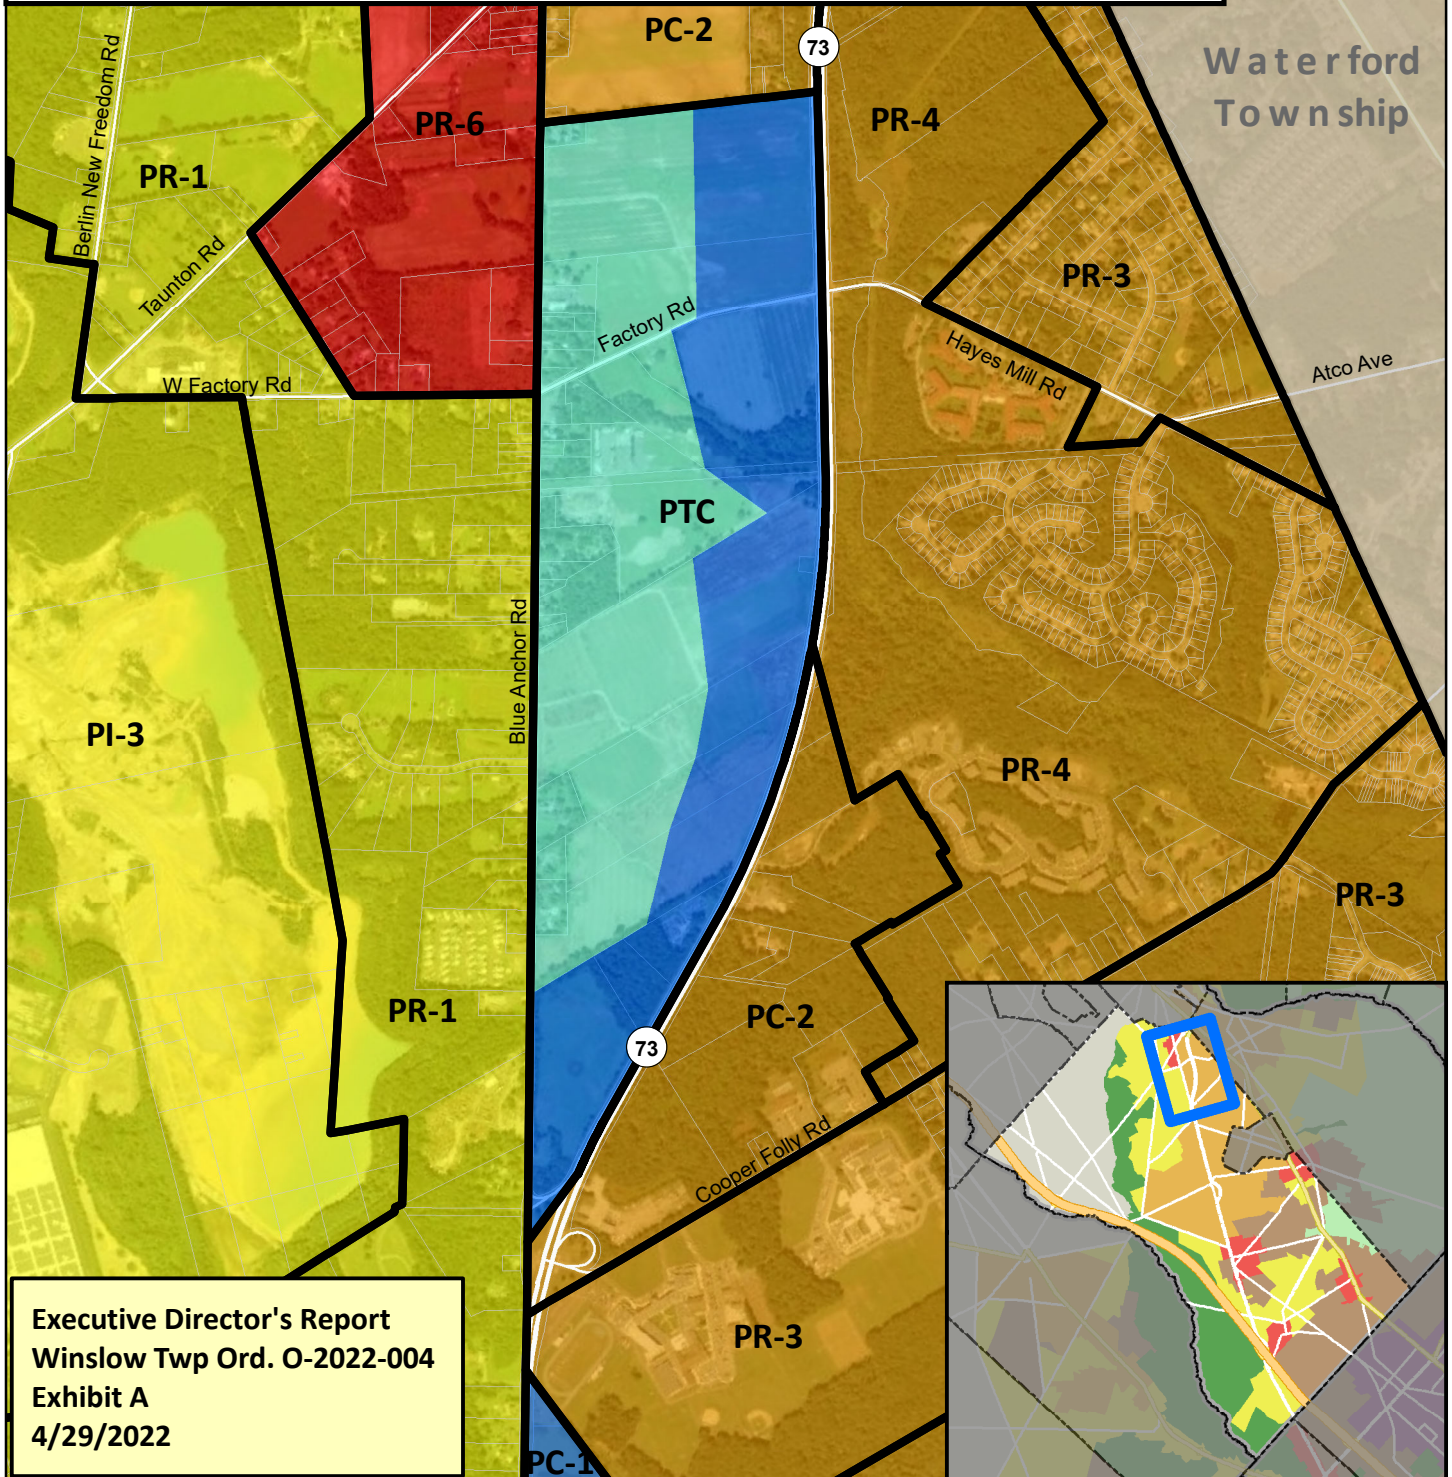 PC-2
73
Waterford
Township
Berlin New Freedom Rd
PR-6
PR-4
PR-1
Taunton Rd
PR-3
Factory Rd
Hayes Mill Rd
Atco Ave
W Factory Rd
PTC
Blue Anchor Rd
PI-3
PR-4
PR-3
PR-1
PC-2
73
Cooper Folly Rd
PR-3
PC-1
Executive Director's Report
Winslow Twp Ord. O-2022-004
Exhibit A
4/29/2022